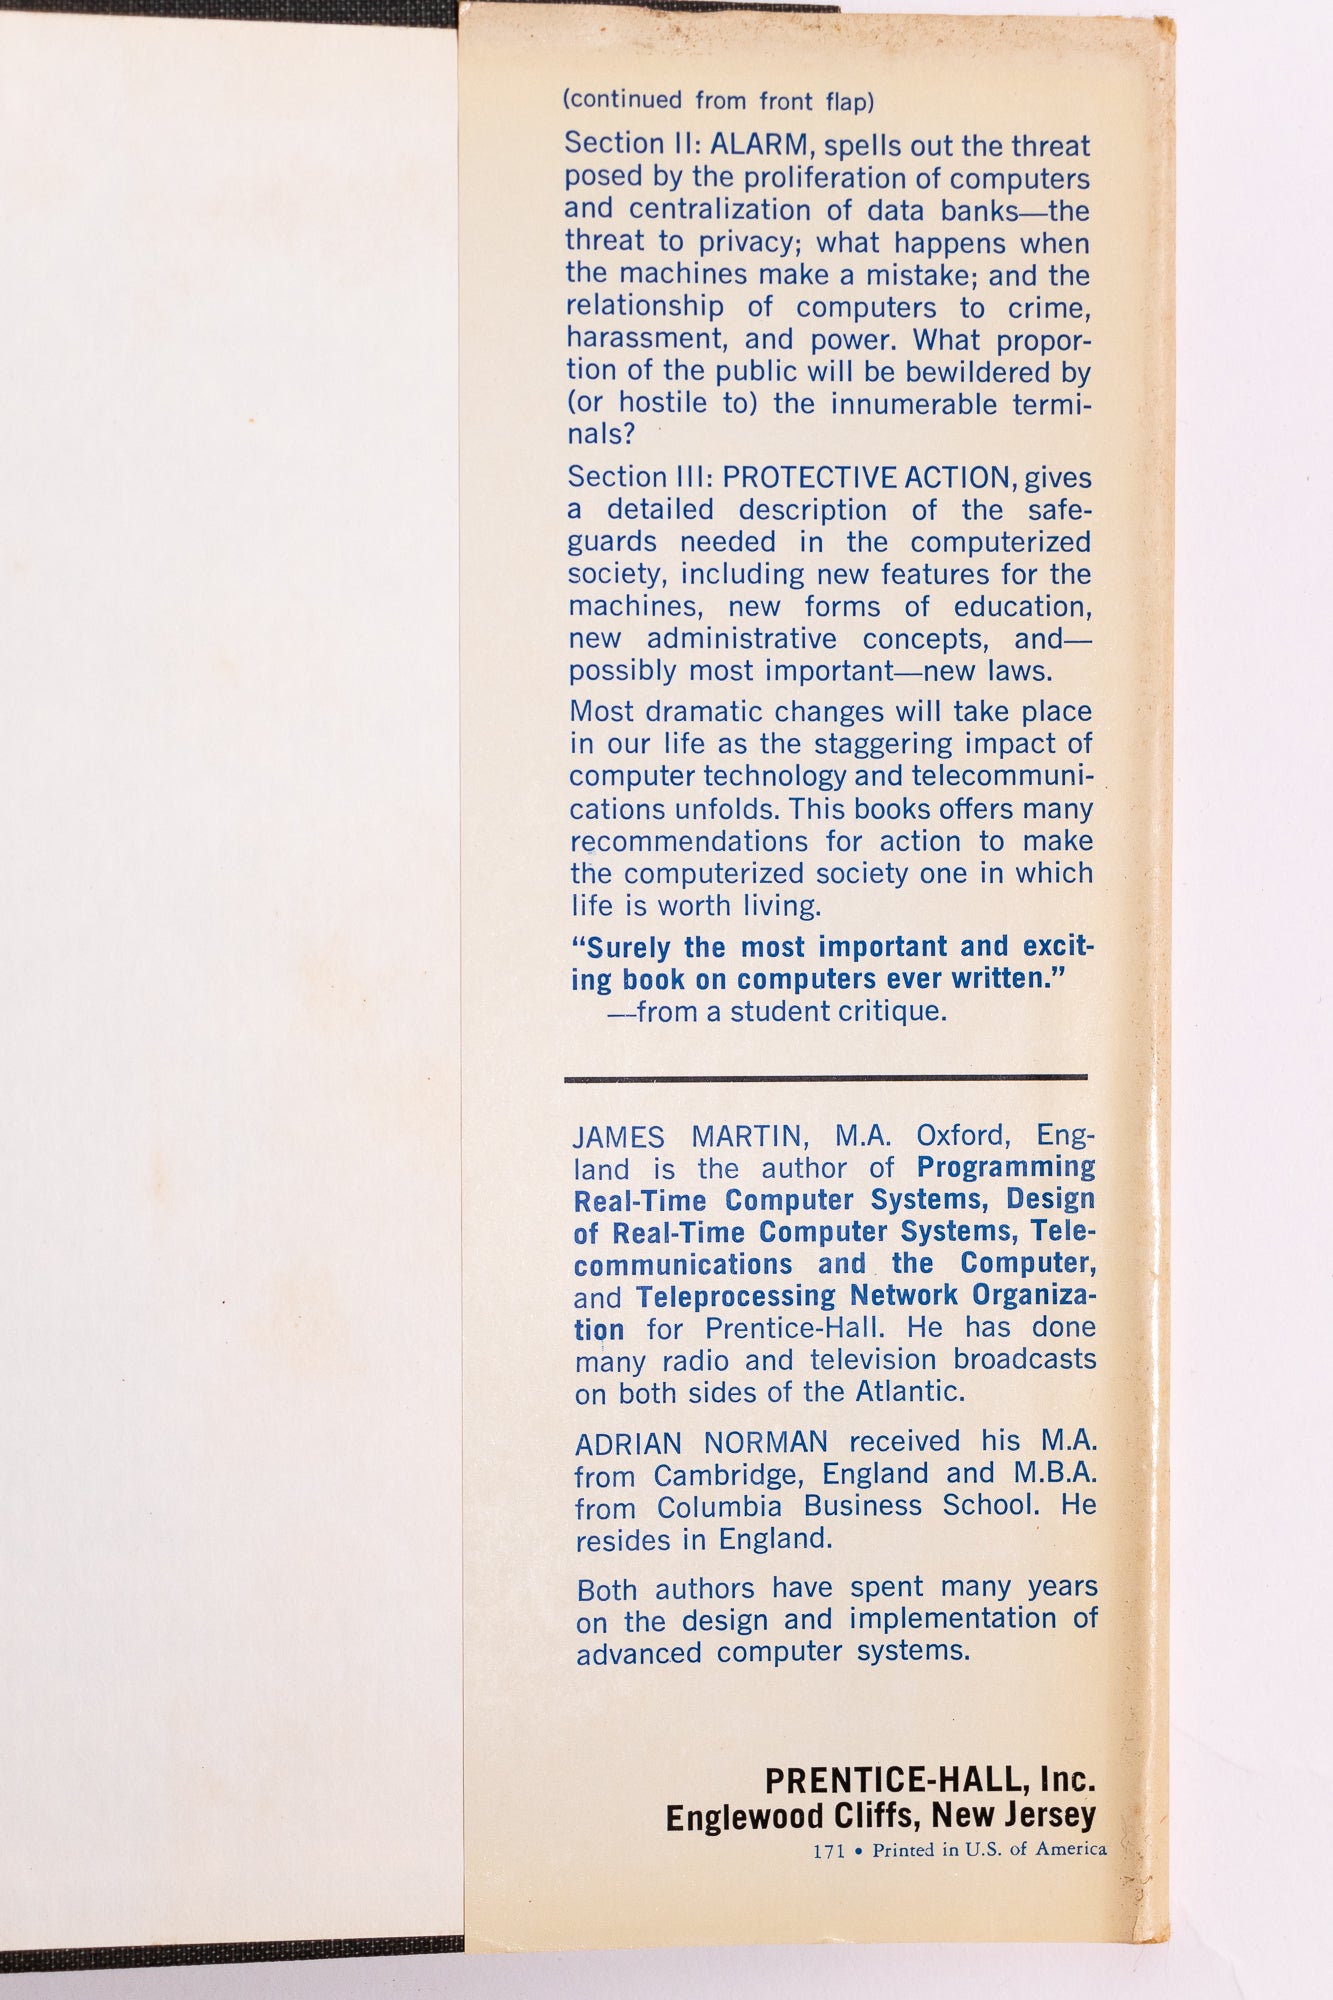 (continued from front flap)
Section II: ALARM, spells out the threat
posed by the proliferation of computers
and centralization of data banks—the
threat to privacy; what happens when
the machines make a mistake; and the
relationship of computers to crime,
harassment, and power. What propor-
tion of the public will be bewildered by
(or hostile to) the innumerable termi-
nals?
Section III: PROTECTIVE ACTION, gives
a detailed description of the safe-
guards needed in the computerized
society, including new features for the
machines, new forms of education,
new administrative concepts, and—
possibly most important—new laws.
Most dramatic changes will take place
in our life as the staggering impact of
computer technology and telecommuni-
cations unfolds. This books offers many
recommendations for action to make
the computerized society one in which
life is worth living.
“Surely the most important and excit-
ing book on computers ever written.”
—from a student critique.
JAMES MARTIN, M.A. Oxford, Eng-
land is the author of Programming
Real-Time Computer Systems, Design
of Real-Time Computer Systems, Tele-
communications and the Computer,
and Teleprocessing Network Organiza-
tion for Prentice-Hall. He has done
many radio and television broadcasts
on both sides of the Atlantic.
ADRIAN NORMAN received his M.A.
from Cambridge, England and M.B.A.
from Columbia Business School. He
resides in England.
Both authors have spent many years
on the design and implementation of
advanced computer systems.
PRENTICE-HALL, Inc.
Englewood Cliffs, New Jersey
171 • Printed in U.S. of America